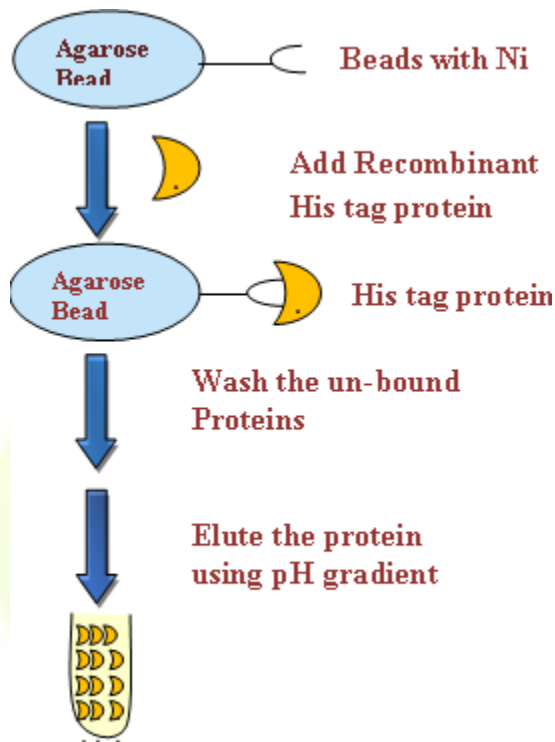 Agarose
Bead
Beads with Ni
Add Recombinant
His tag protein
Agarose
Bead
His tag protein
Wash the un-bound
Proteins
Elute the protein
using pH gradient